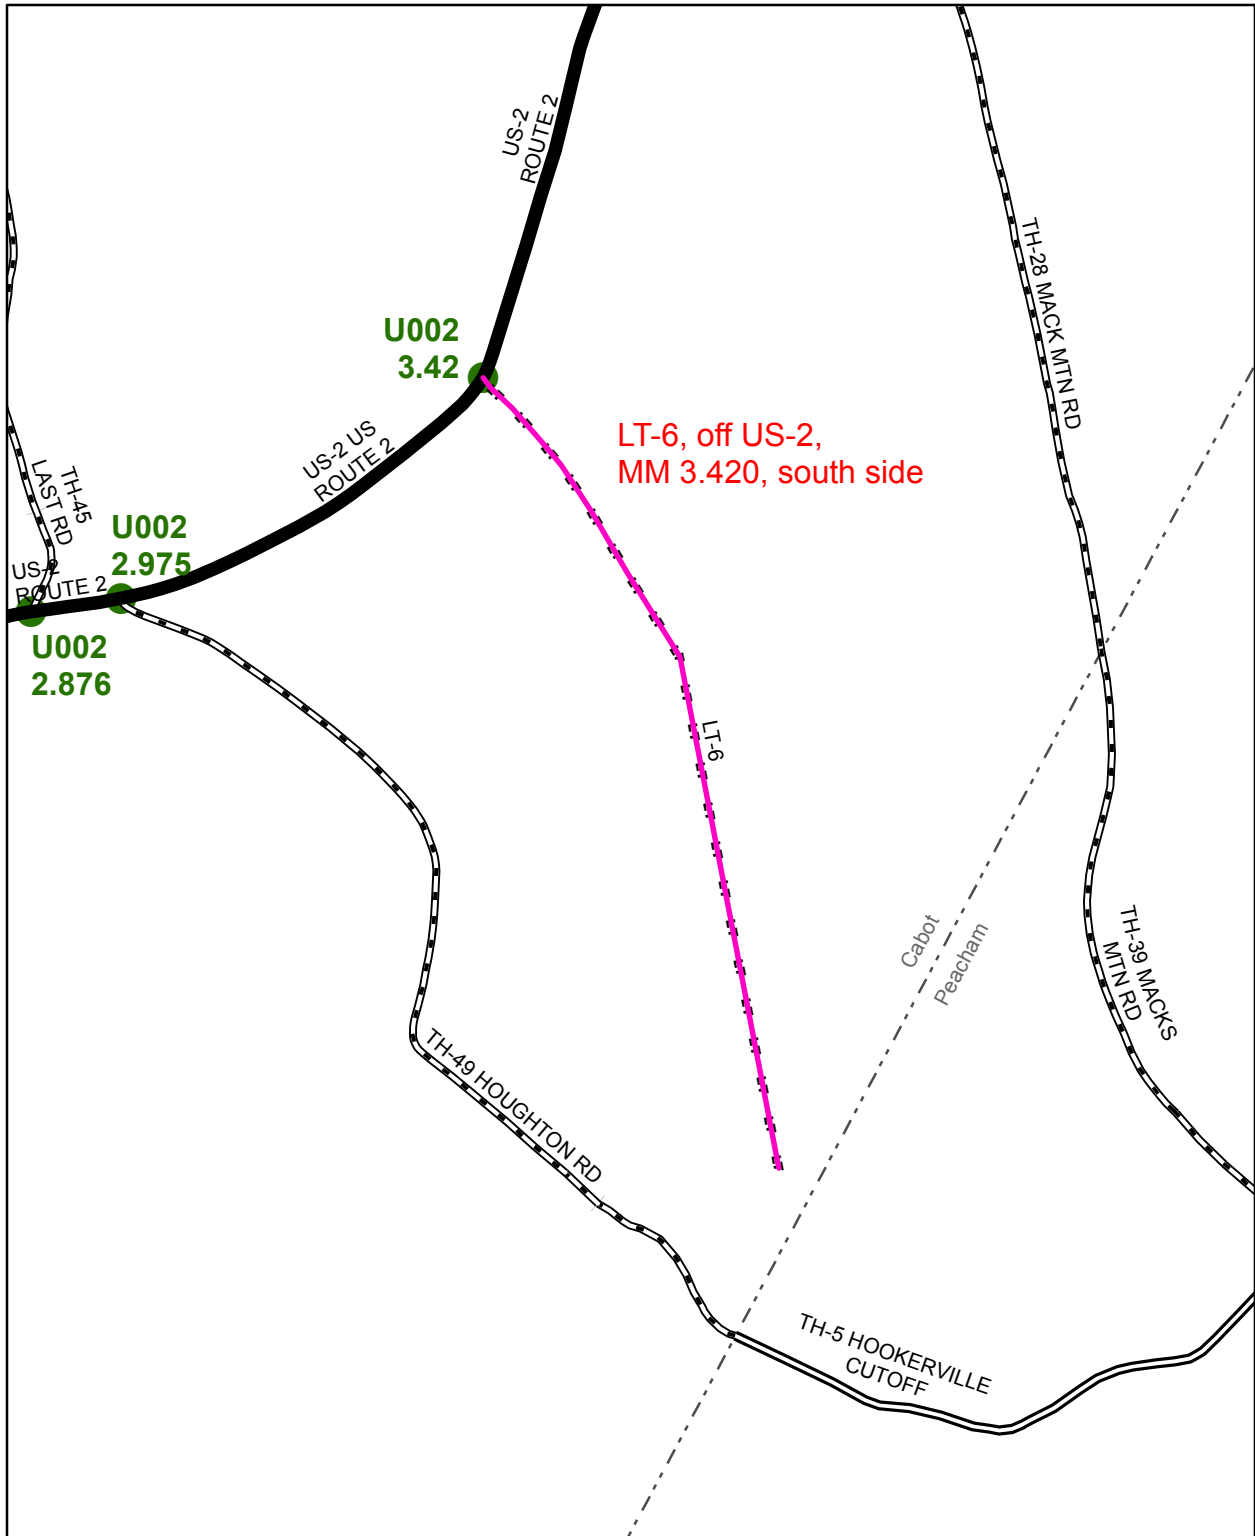 US-2
ROUTE 2
TH-28 MACK MTN RD
U002
3.42
LT-6, off US-2,
MM 3.420, south side
US-2 US
ROUTE 2
TH-45
LAST RD
U002
2.975
US-2
ROUTE 2
U002
2.876
LT-6
Cabot
Peacham
TH-39 MACKS
MTN RD
TH-49 HOUGHTON RD
TH-5 HOOKERVILLE
CUTOFF